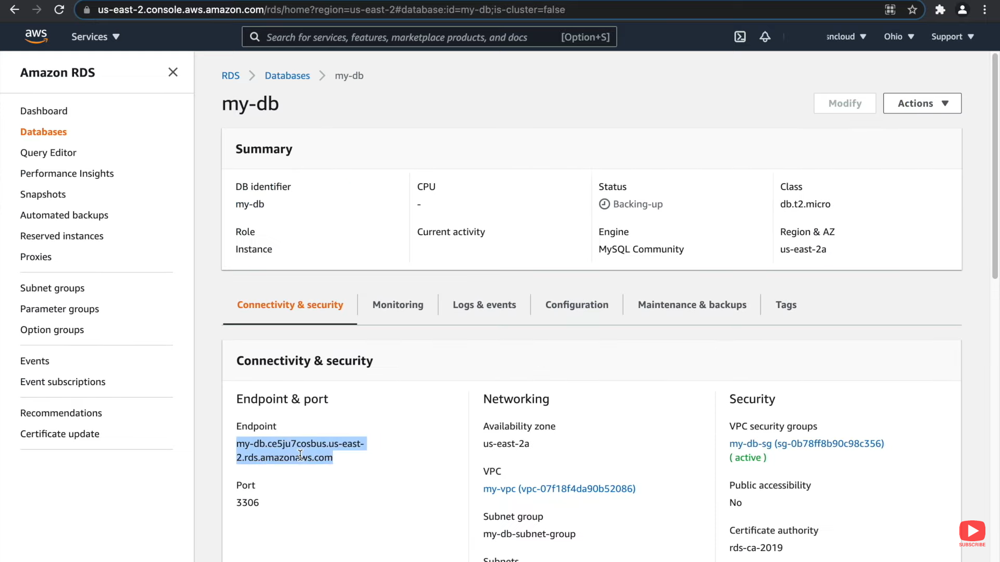 us-east-2.console.aws.amazon.com/rds/home?region=us-east-2#database:id=my-db;is-cluster=false
aws
Services ▼
Search for services, features, marketplace products, and docs
[Option+S]
sncloud ▼
Ohio ▼
Support ▼
Amazon RDS
Dashboard
Databases
Query Editor
Performance Insights
Snapshots
Automated backups
Reserved instances
Proxies
Subnet groups
Parameter groups
Option groups
Events
Event subscriptions
Recommendations
Certificate update
RDS > Databases > my-db
my-db
Modify
Actions ▼
Summary
DB identifier
my-db
CPU
-
Status
Backing-up
Class
db.t2.micro
Role
Instance
Current activity
Engine
MySQL Community
Region & AZ
us-east-2a
Connectivity & security
Monitoring
Logs & events
Configuration
Maintenance & backups
Tags
Connectivity & security
Endpoint & port
Endpoint
my-db.ce5ju7cosbus.us-east-
2.rds.amazonaws.com
Port
3306
Networking
Availability zone
us-east-2a
VPC
my-vpc (vpc-07f18f4da90b52086)
Subnet group
my-db-subnet-group
Subnets
Security
VPC security groups
my-db-sg (sg-0b78ff8b90c98c356)
( active )
Public accessibility
No
Certificate authority
rds-ca-2019
SUBSCRIBE